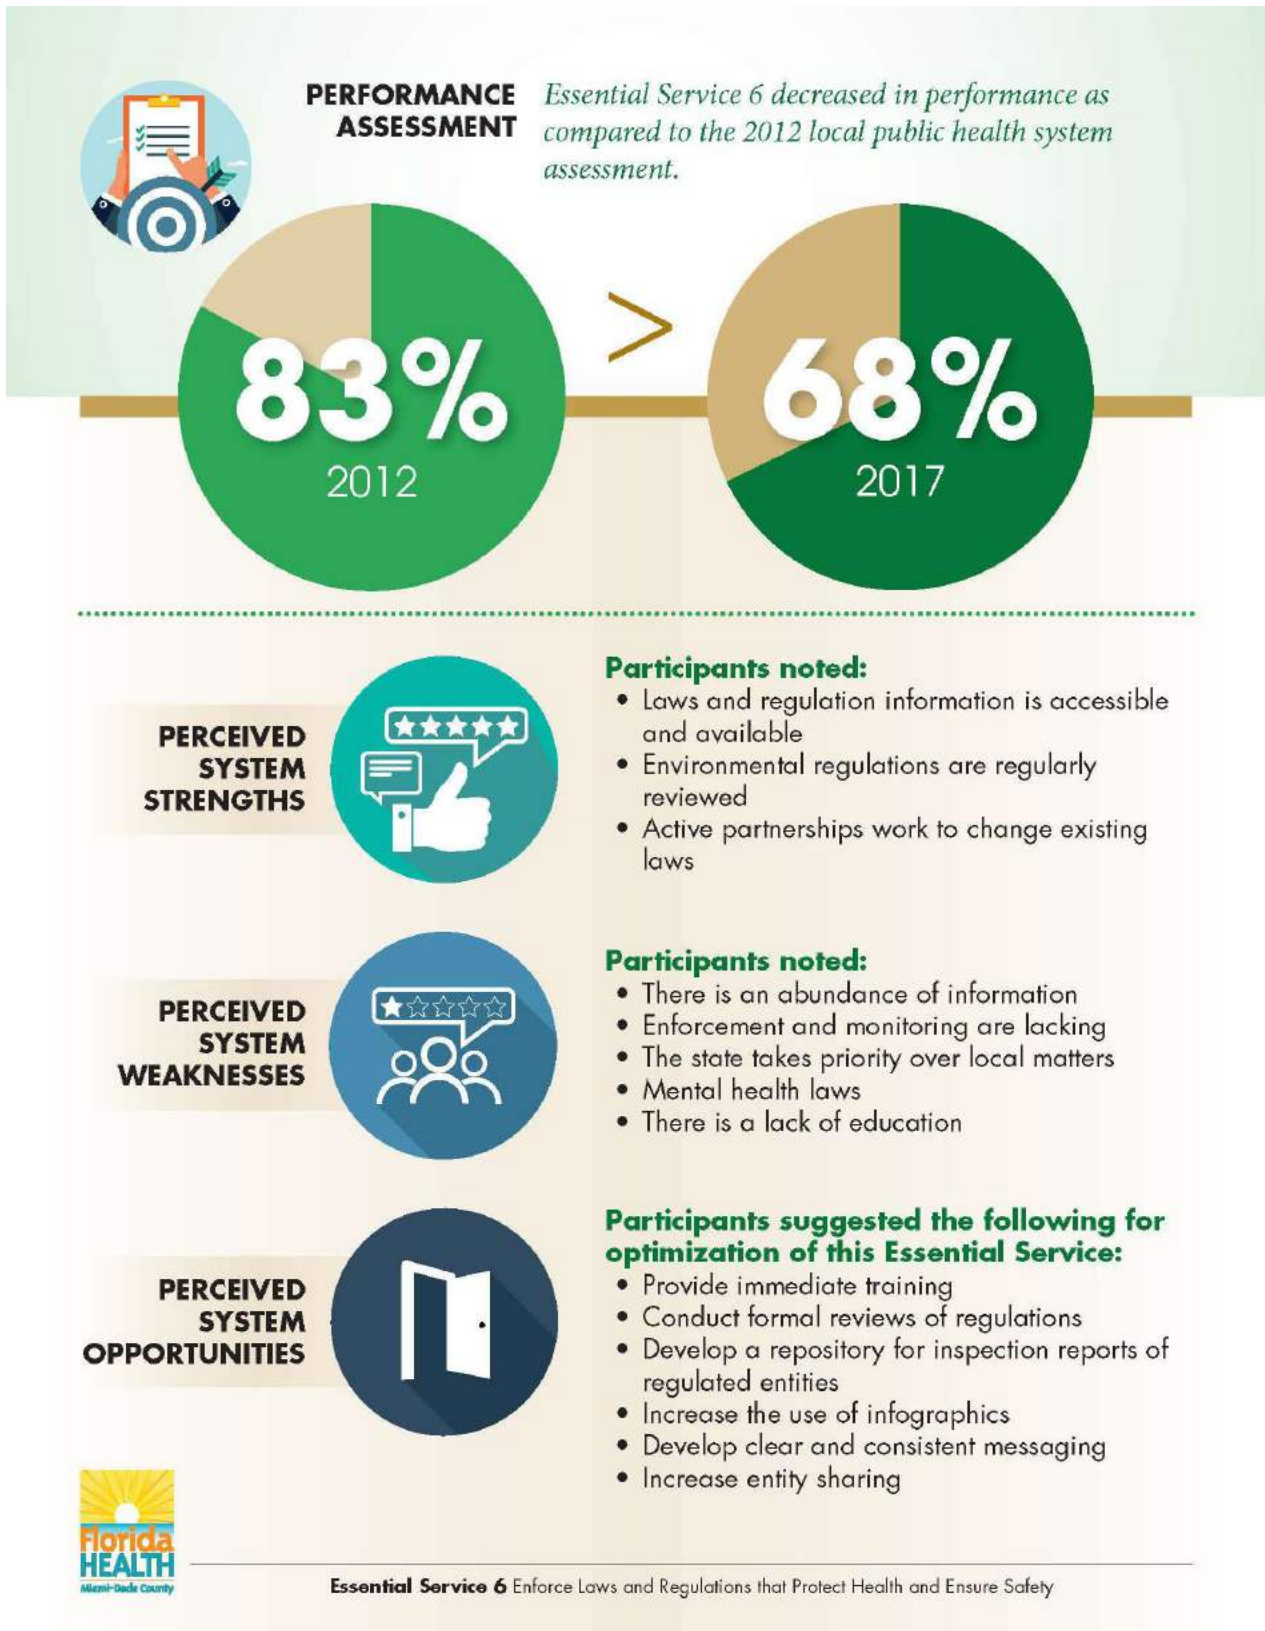 PERFORMANCE
ASSESSMENT
Essential Service 6 decreased in performance as
compared to the 2012 local public health system
assessment.
83%
2012
>
68%
2017
PERCEIVED
SYSTEM
STRENGTHS
Participants noted:
• Laws and regulation information is accessible
and available
• Environmental regulations are regularly
reviewed
• Active partnerships work to change existing
laws
PERCEIVED
SYSTEM
WEAKNESSES
Participants noted:
• There is an abundance of information
• Enforcement and monitoring are lacking
• The state takes priority over local matters
• Mental health laws
• There is a lack of education
PERCEIVED
SYSTEM
OPPORTUNITIES
Participants suggested the following for
optimization of this Essential Service:
• Provide immediate training
• Conduct formal reviews of regulations
• Develop a repository for inspection reports of
regulated entities
• Increase the use of infographics
• Develop clear and consistent messaging
• Increase entity sharing
Florida
HEALTH
Miami-Dade County
Essential Service 6 Enforce Laws and Regulations that Protect Health and Ensure Safety